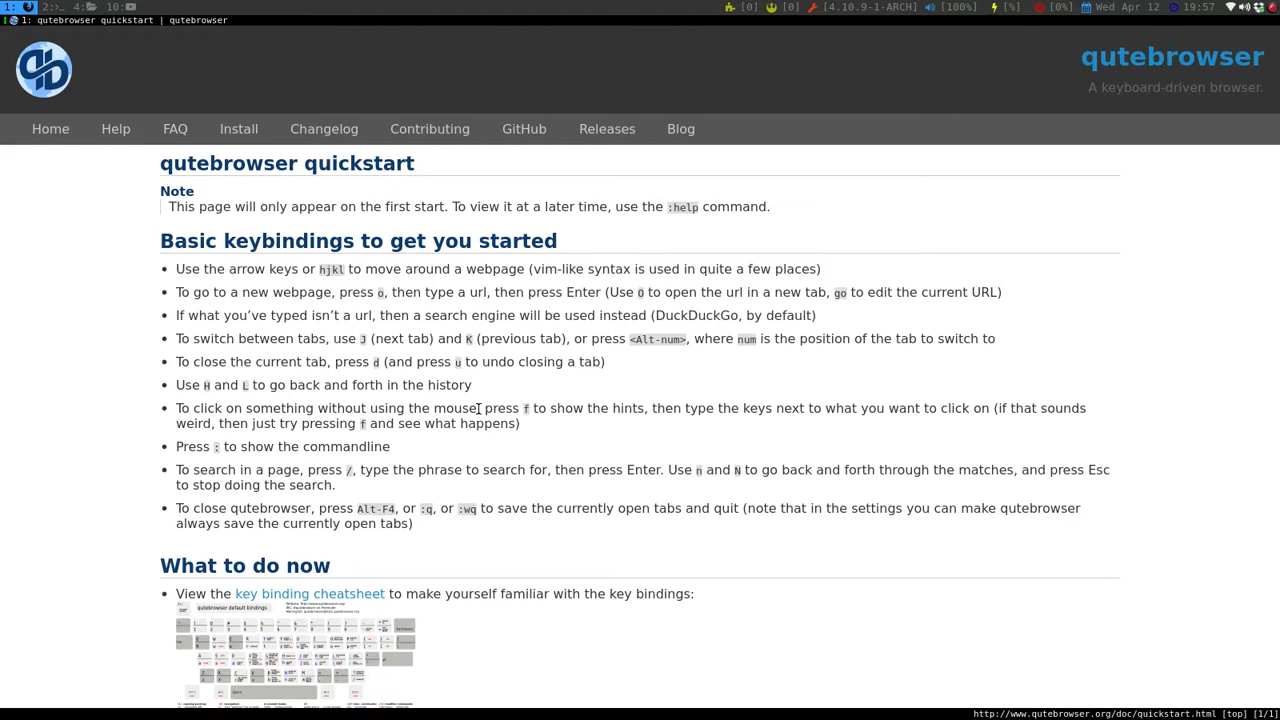 1: 2: 4: 10: [0] [0] [4.10.9-1-ARCH] [100%] [%] [0%] Wed Apr 12 19:57
1: qutebrowser quickstart | qutebrowser
qutebrowser
A keyboard-driven browser.
Home Help FAQ Install Changelog Contributing GitHub Releases Blog
qutebrowser quickstart
Note
This page will only appear on the first start. To view it at a later time, use the :help command.
Basic keybindings to get you started
• Use the arrow keys or hjkl to move around a webpage (vim-like syntax is used in quite a few places)
• To go to a new webpage, press o, then type a url, then press Enter (Use O to open the url in a new tab, go to edit the current URL)
• If what you’ve typed isn’t a url, then a search engine will be used instead (DuckDuckGo, by default)
• To switch between tabs, use J (next tab) and K (previous tab), or press <Alt-num>, where num is the position of the tab to switch to
• To close the current tab, press d (and press u to undo closing a tab)
• Use H and L to go back and forth in the history
• To click on something without using the mouse press f to show the hints, then type the keys next to what you want to click on (if that sounds
weird, then just try pressing f and see what happens)
• Press : to show the commandline
• To search in a page, press /, type the phrase to search for, then press Enter. Use n and N to go back and forth through the matches, and press Esc
to stop doing the search.
• To close qutebrowser, press Alt-F4, or :q, or :wq to save the currently open tabs and quit (note that in the settings you can make qutebrowser
always save the currently open tabs)
What to do now
• View the key binding cheatsheet to make yourself familiar with the key bindings:
qutebrowser default bindings
http://www.qutebrowser.org/doc/quickstart.html [top] [1/1]